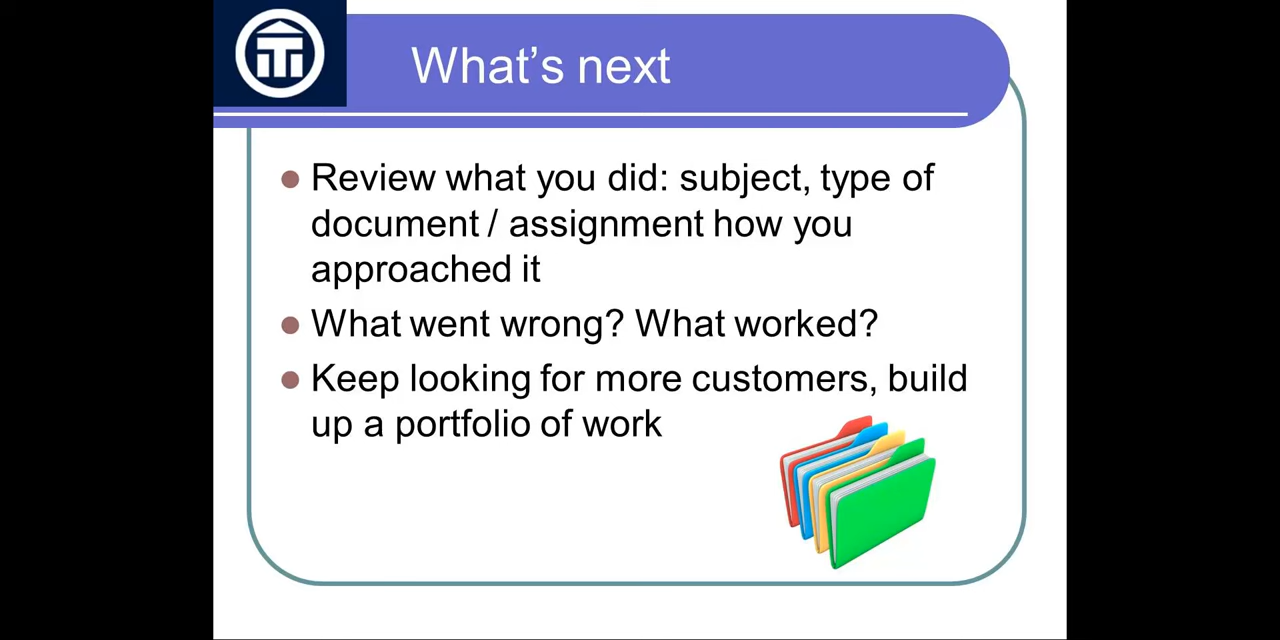 What’s next
Review what you did: subject, type of
document / assignment how you
approached it
What went wrong? What worked?
Keep looking for more customers, build
up a portfolio of work